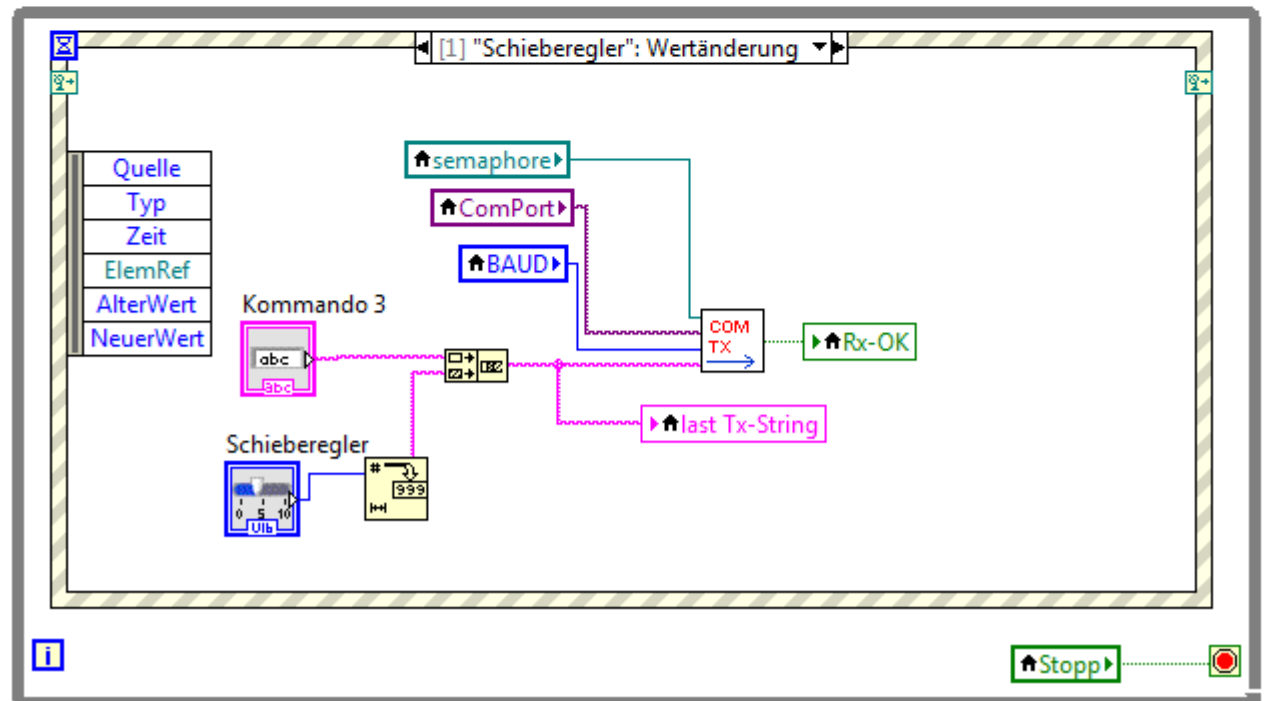 [1] "Schieberegler": Wertänderung
Quelle
Typ
Zeit
ElemRef
AlterWert
NeuerWert
semaphore
ComPort
BAUD
Kommando 3
abc
abc
COM
TX
Rx-OK
last Tx-String
Schieberegler
0 5 10
U16
#
999
i
Stopp